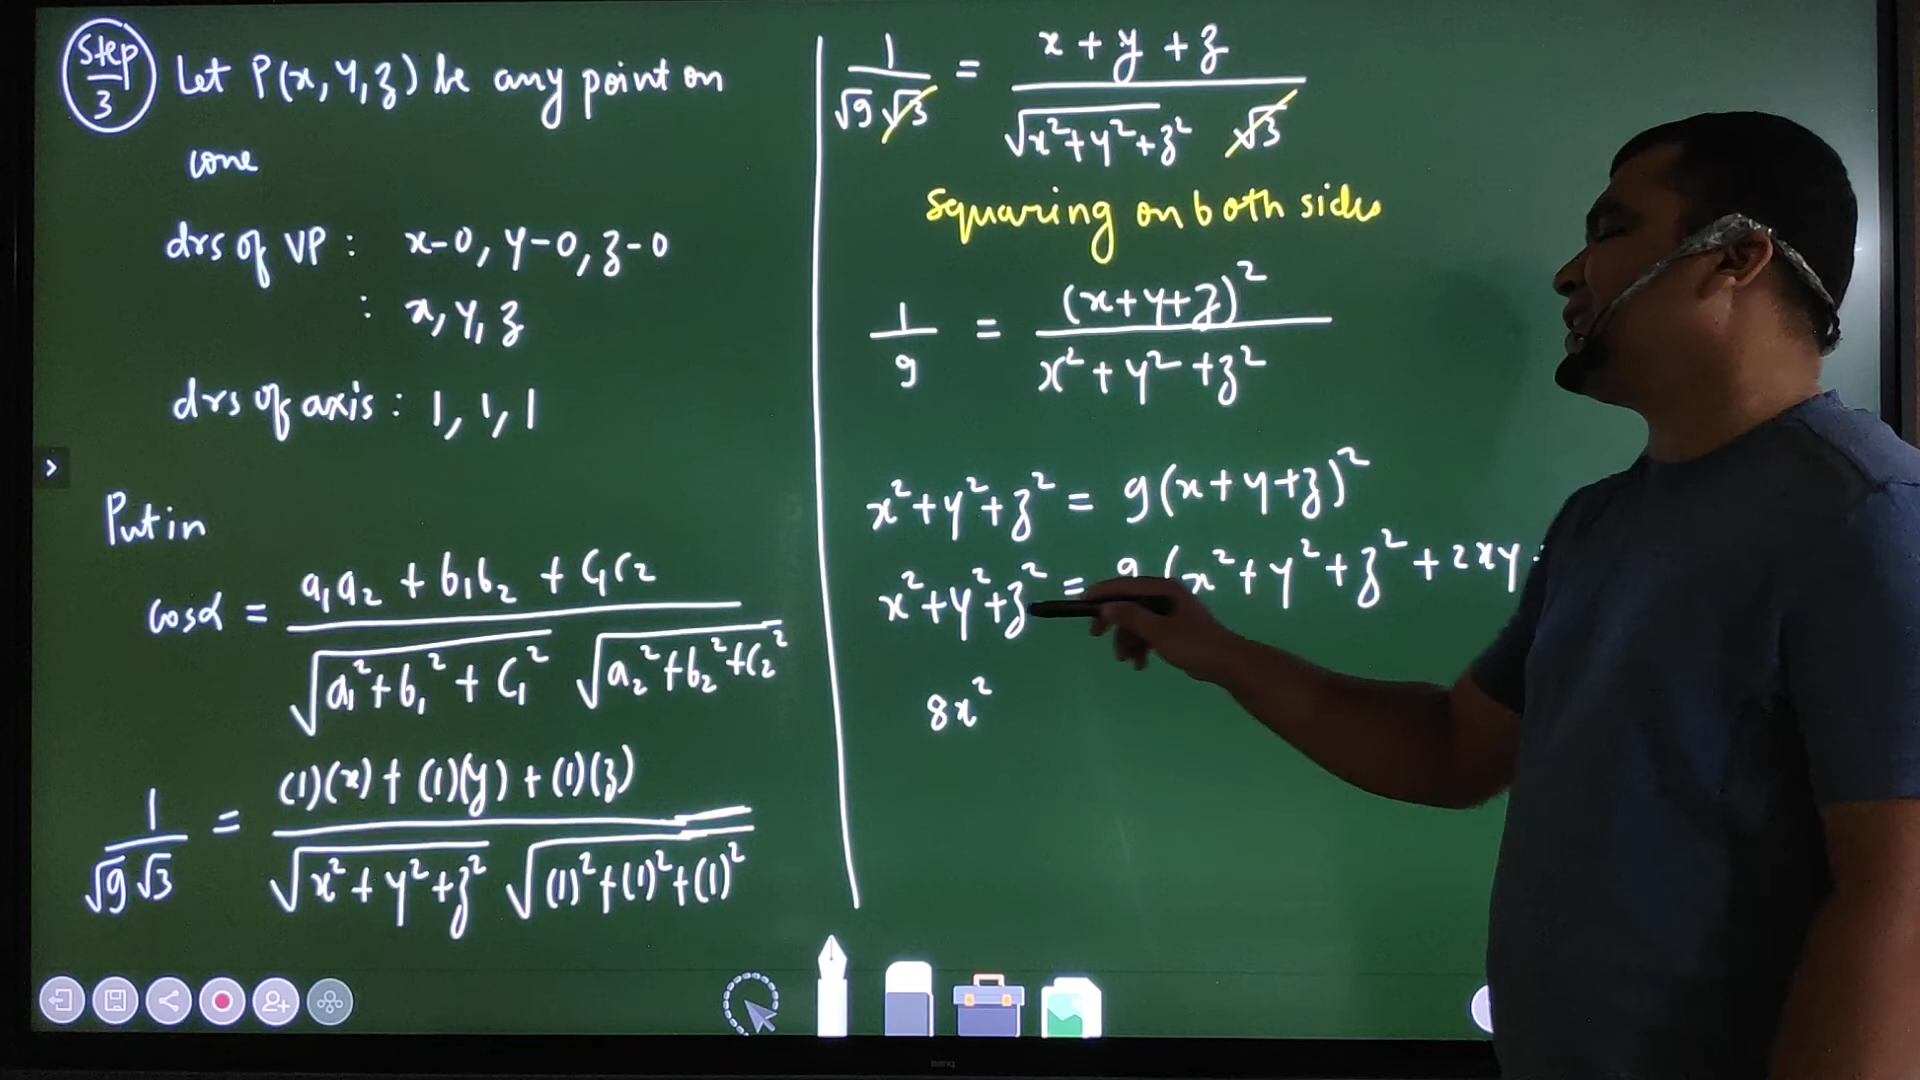 Step 3
Let P(x, y, z) be any point on
cone
drs of VP : x-0, y-0, z-0
: x, y, z
drs of axis : 1, 1, 1
Put in
cosα = (a₁a₂ + b₁b₂ + c₁c₂) / (√(a₁²+b₁²+c₁²) √(a₂²+b₂²+c₂²))
1/(√9 √3) = ((1)(x) + (1)(y) + (1)(z)) / (√(x²+y²+z²) √((1)²+(1)²+(1)²))
1/(√9 √3) = (x + y + z) / (√(x²+y²+z²) √3)
Squaring on both sides
1/9 = (x+y+z)² / (x²+y²+z²)
x²+y²+z² = 9(x+y+z)²
x²+y²+z² = 9(x²+y²+z²+2xy
8x²
BenQ